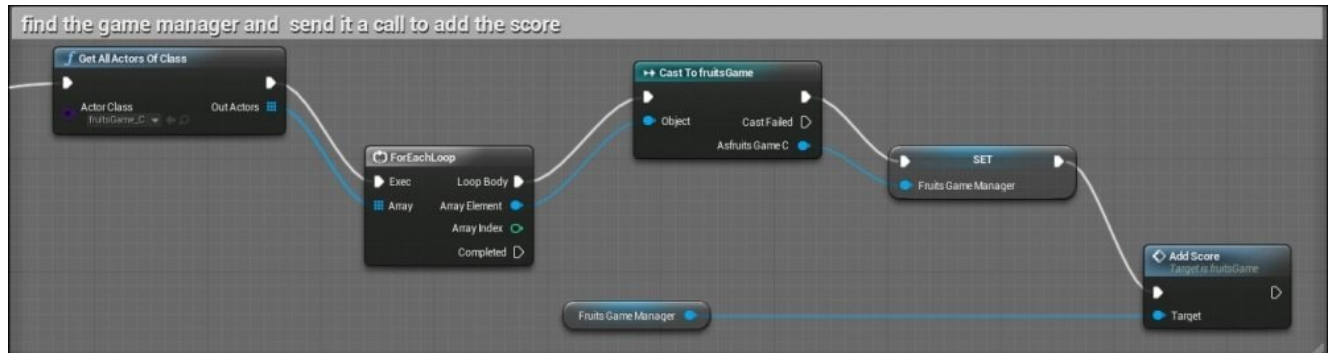 find the game manager and send it a call to add the score
f Get All Actors Of Class
Actor Class
fruitsGame_C
Out Actors
ForEachLoop
Exec
Loop Body
Array
Array Element
Array Index
Completed
Cast To fruitsGame
Object
Cast Failed
Asfruits Game C
SET
Fruits Game Manager
Fruits Game Manager
Add Score
Target is fruitsGame
Target